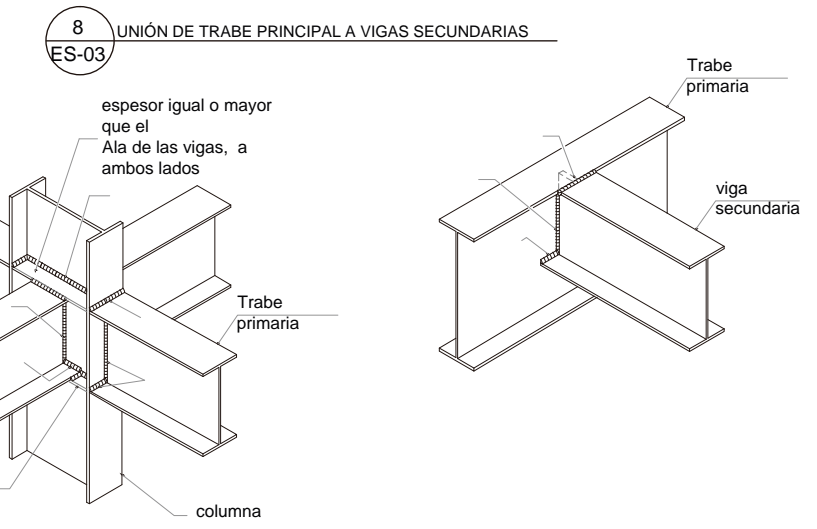 8
ES-03
UNIÓN DE TRABE PRINCIPAL A VIGAS SECUNDARIAS
espesor igual o mayor
que el
Ala de las vigas, a
ambos lados
Trabe
primaria
columna
Trabe
primaria
viga
secundaria